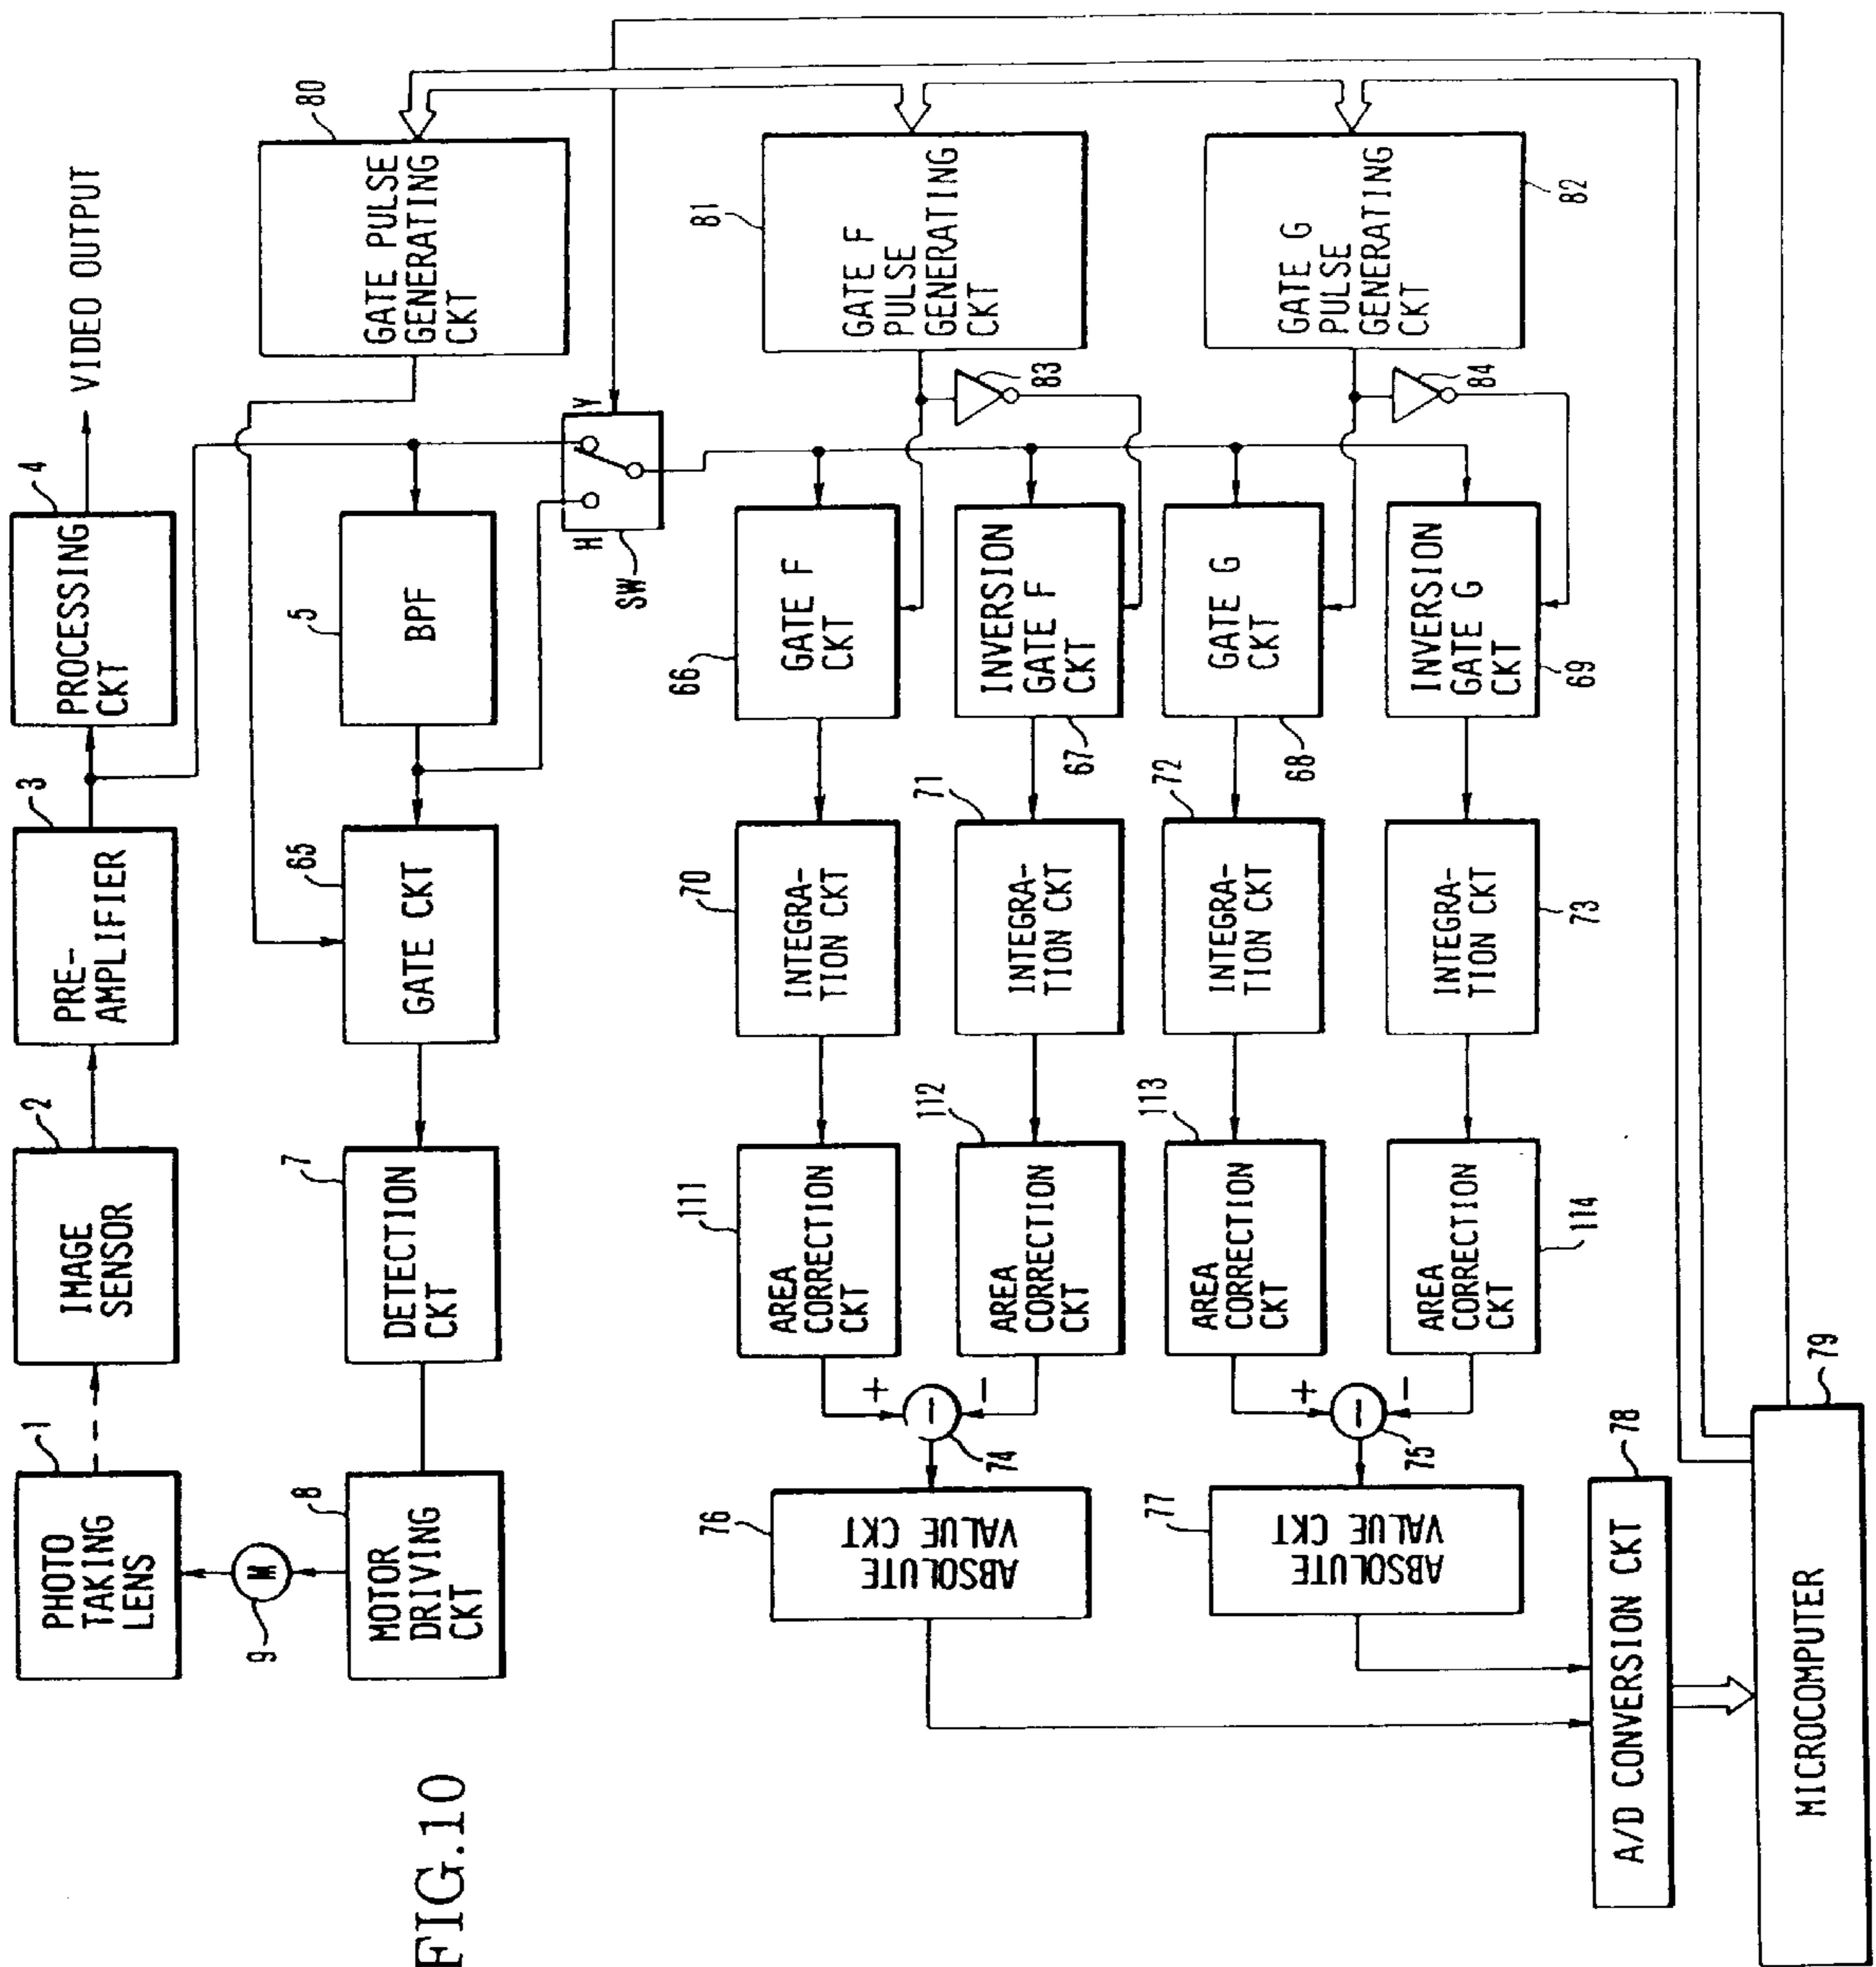 FIG.10
1
PHOTO
TAKING
LENS
2
IMAGE
SENSOR
3
PRE-
AMPLIFIER
4
PROCESSING
CKT
VIDEO OUTPUT
9
M
8
MOTOR
DRIVING
CKT
7
DETECTION
CKT
65
GATE CKT
5
BPF
80
GATE PULSE
GENERATING
CKT
H
V
SW
76
ABSOLUTE
VALUE CKT
+
−
−
74
111
AREA
CORRECTION
CKT
70
INTEGRA-
TION CKT
66
GATE F
CKT
81
GATE F
PULSE
GENERATING
CKT
83
112
AREA
CORRECTION
CKT
71
INTEGRA-
TION CKT
INVERSION
GATE F
CKT
67
77
ABSOLUTE
VALUE CKT
+
−
−
75
113
AREA
CORRECTION
CKT
72
INTEGRA-
TION CKT
GATE G
CKT
68
GATE G
PULSE
GENERATING
CKT
82
84
AREA
CORRECTION
CKT
114
INTEGRA-
TION CKT
73
INVERSION
GATE G
CKT
69
78
A/D CONVERSION CKT
79
MICROCOMPUTER